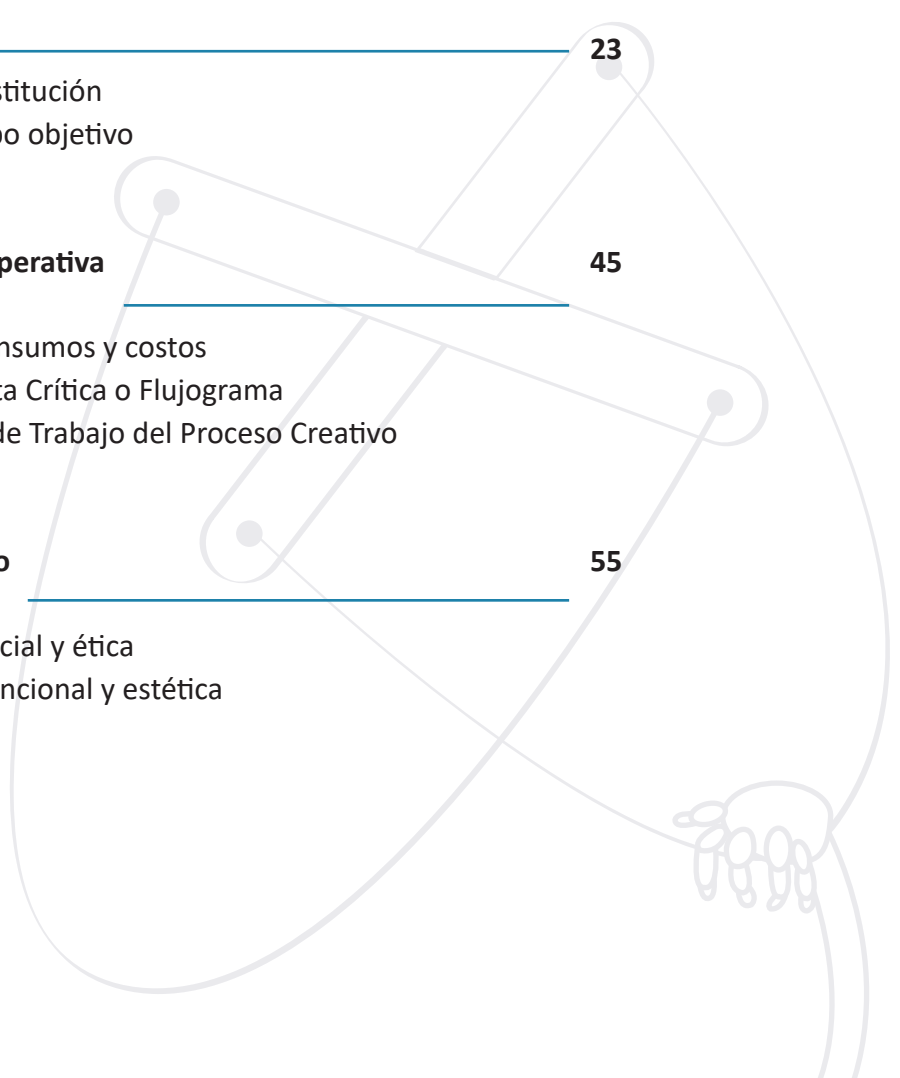 23
stitución
po objetivo
perativa 45
nsumos y costos
ta Crítica o Flujograma
de Trabajo del Proceso Creativo
o 55
cial y ética
ncional y estética